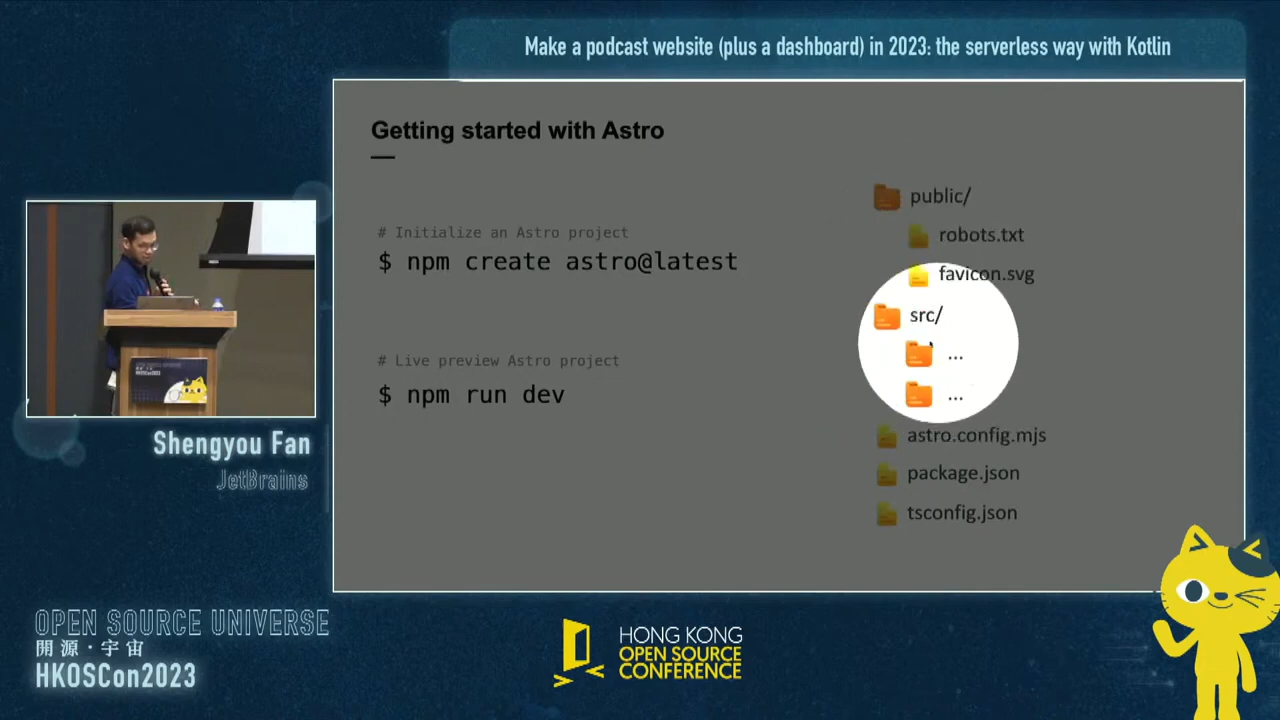 Make a podcast website (plus a dashboard) in 2023: the serverless way with Kotlin
Getting started with Astro
# Initialize an Astro project
$ npm create astro@latest
# Live preview Astro project
$ npm run dev
public/
robots.txt
favicon.svg
src/
...
...
astro.config.mjs
package.json
tsconfig.json
Shengyou Fan
JetBrains
OPEN SOURCE UNIVERSE
開源·宇宙
HKOSCon2023
HONG KONG
OPEN SOURCE
CONFERENCE